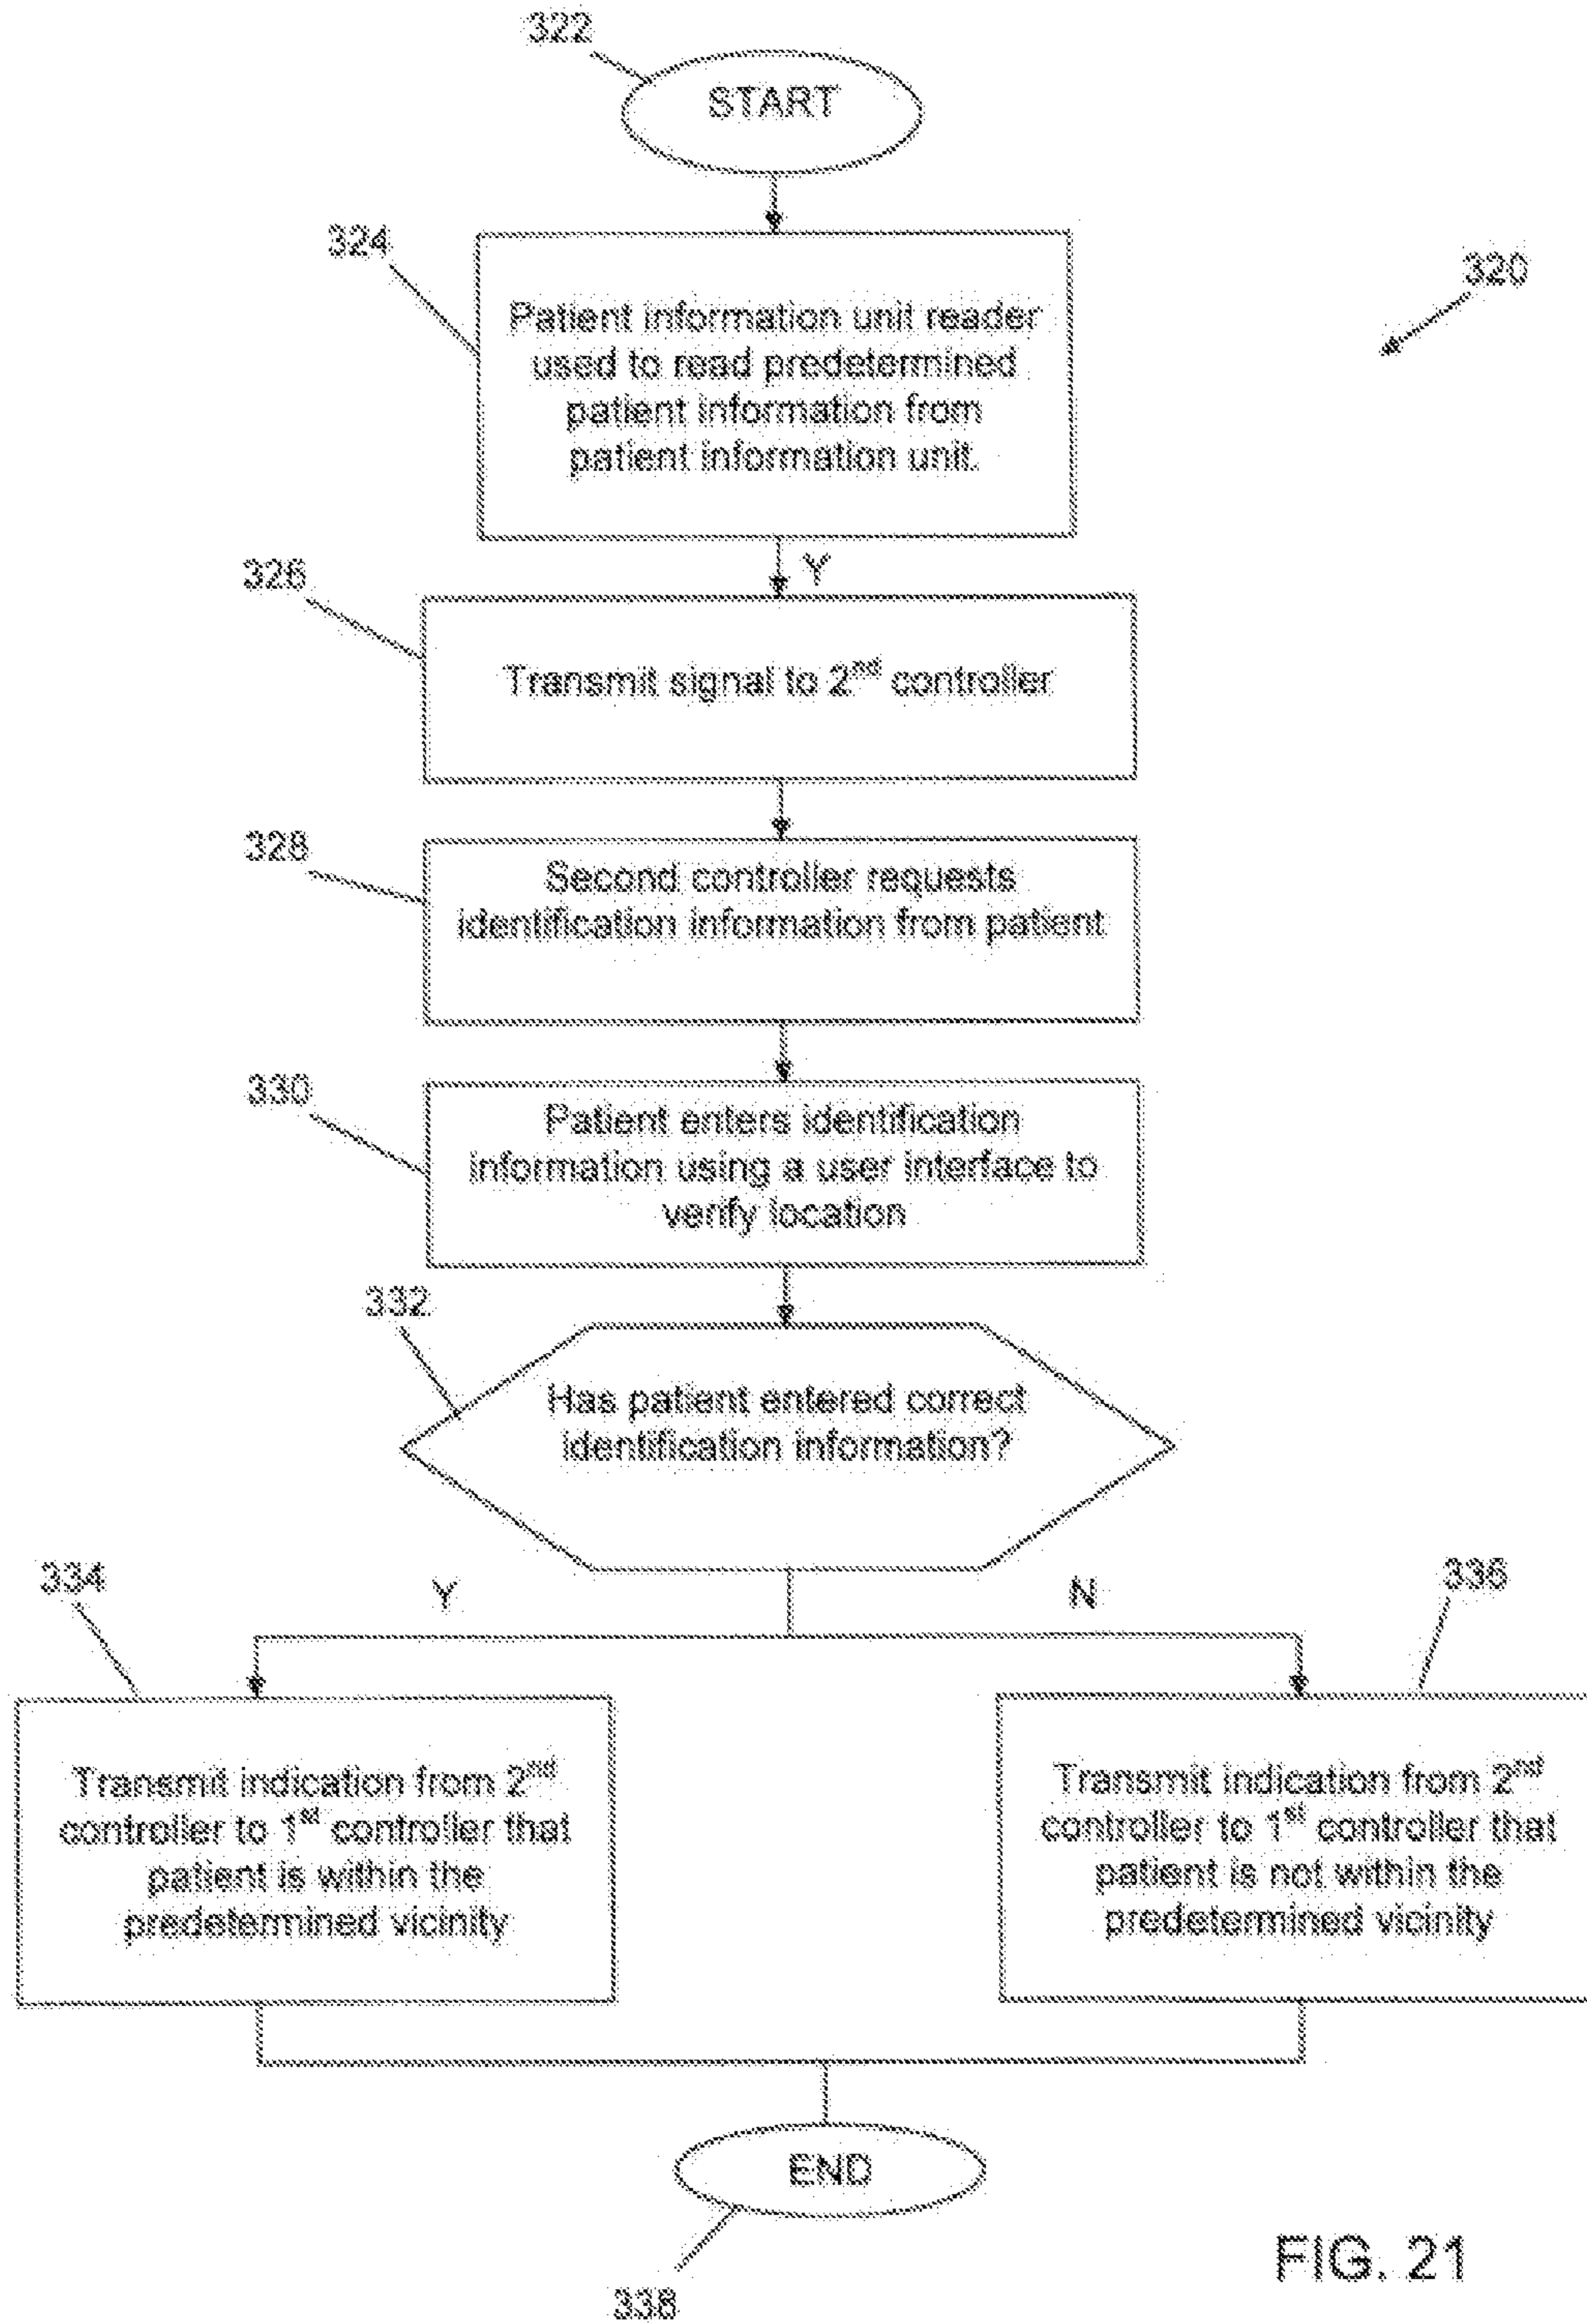 322
START
324
320
Patient information unit reader
used to read predetermined
patient information from
patient information unit.
Y
326
Transmit signal to 2nd controller
328
Second controller requests
identification information from patient
330
Patient enters identification
information using a user interface to
verify location
332
Has patient entered correct
identification information?
334
Y
N
336
Transmit indication from 2nd
controller to 1st controller that
patient is within the
predetermined vicinity
Transmit indication from 2nd
controller to 1st controller that
patient is not within the
predetermined vicinity
END
338
FIG. 21